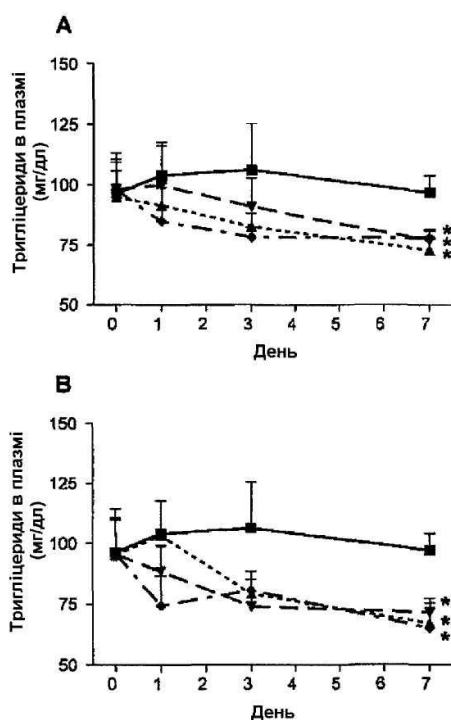 A
Тригліцериди в плазмі
(мг/дл)
150
125
100
75
50
*
*
*
0 1 2 3 4 5 6 7
День
B
Тригліцериди в плазмі
(мг/дл)
150
125
100
75
50
*
*
*
0 1 2 3 4 5 6 7
День